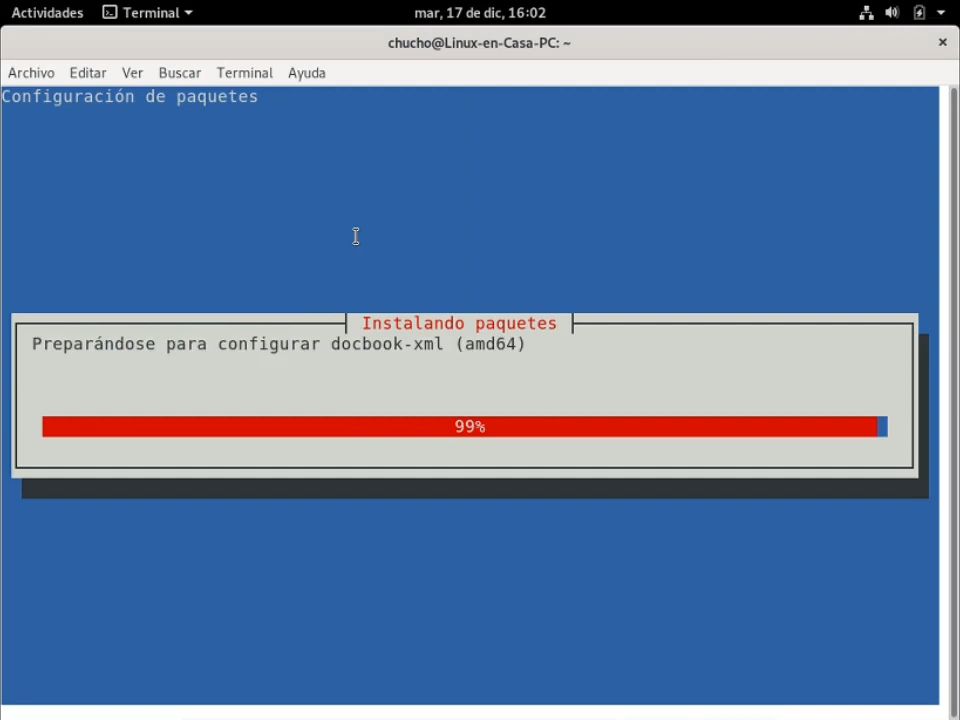 Actividades Terminal mar, 17 de dic, 16:02
chucho@Linux-en-Casa-PC: ~ ×
Archivo Editar Ver Buscar Terminal Ayuda
Configuración de paquetes
Instalando paquetes
Preparándose para configurar docbook-xml (amd64)
99%